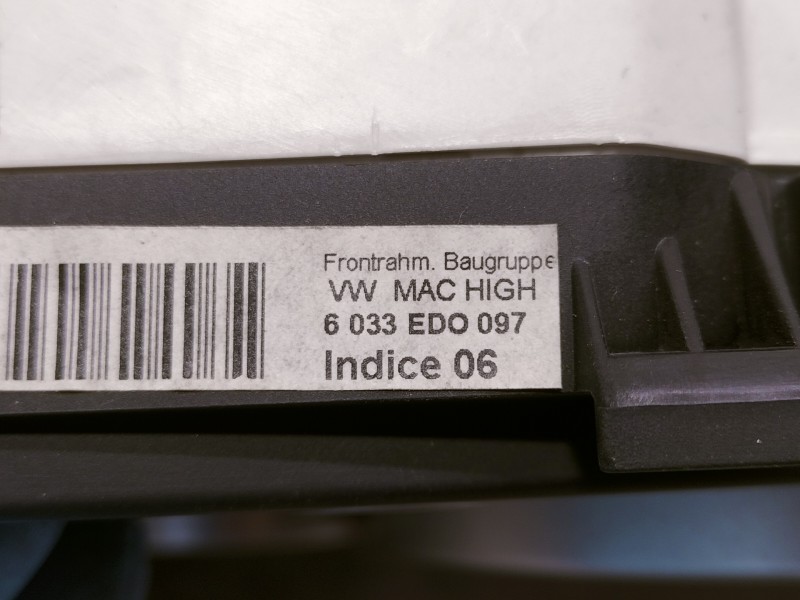 Frontrahm. Baugruppe
VW MAC HIGH
6 033 EDO 097
Indice 06